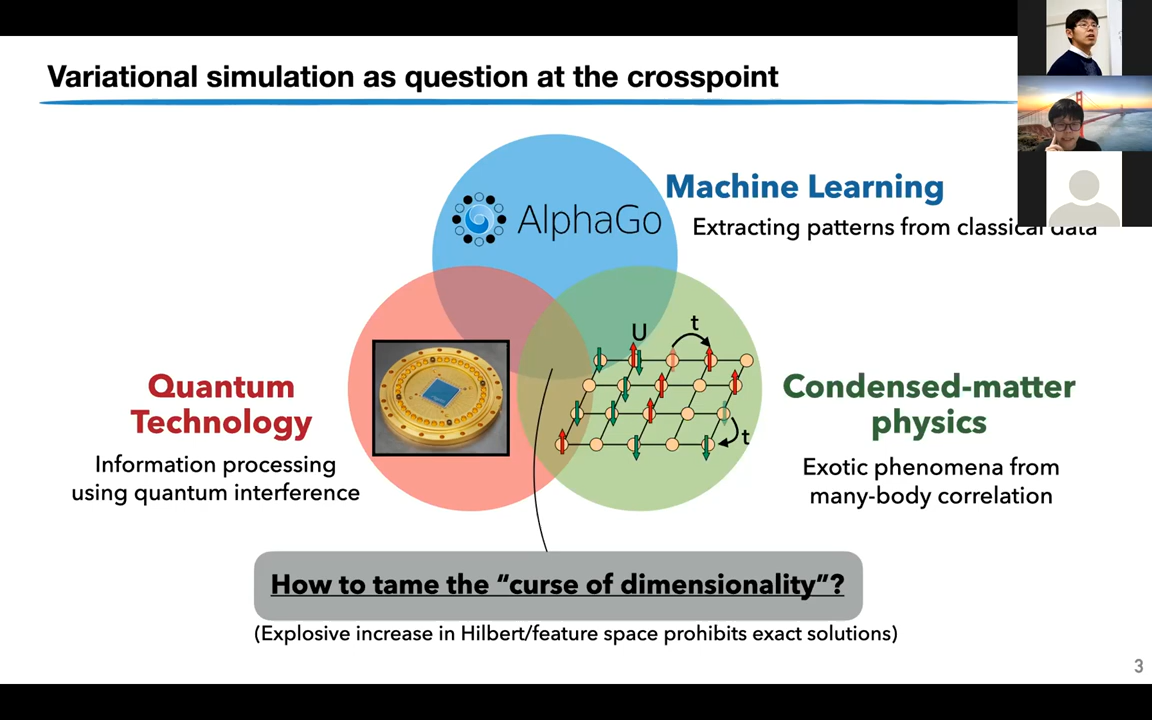 Variational simulation as question at the crosspoint
AlphaGo
Machine Learning
Extracting patterns from classical data
U
t
t
Quantum
Technology
Information processing
using quantum interference
Condensed-matter
physics
Exotic phenomena from
many-body correlation
How to tame the “curse of dimensionality”?
(Explosive increase in Hilbert/feature space prohibits exact solutions)
3